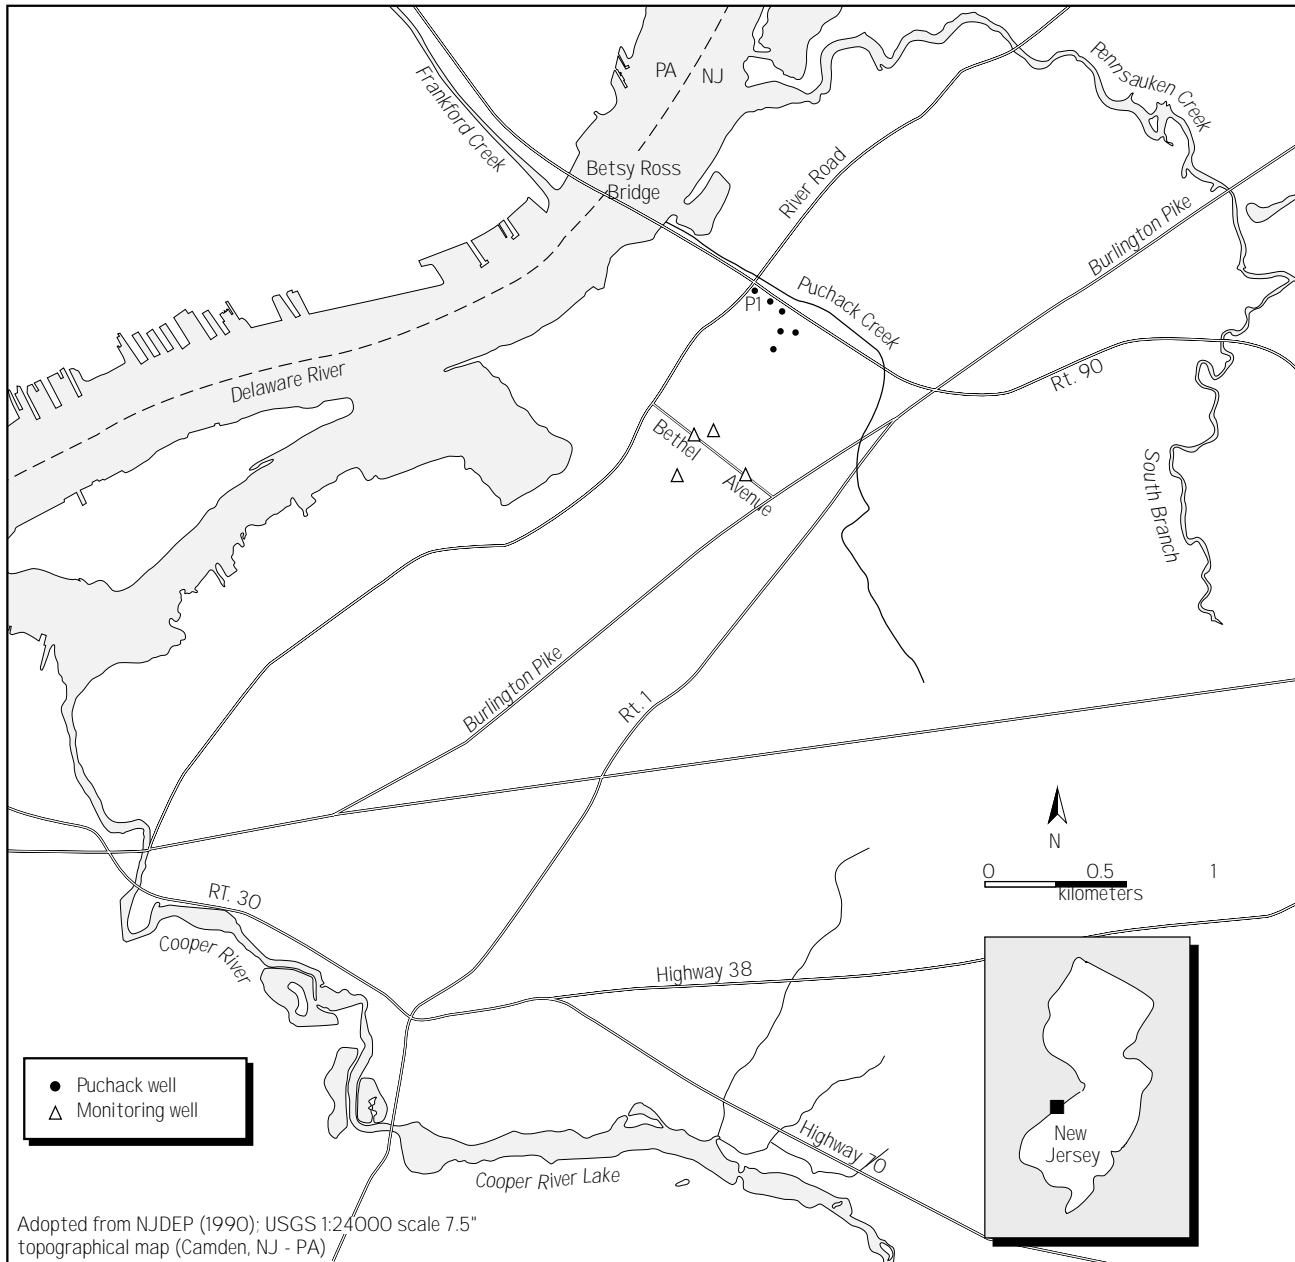 PA
NJ
Frankford Creek
Pennsauken Creek
Betsy Ross
Bridge
River Road
Burlington Pike
P1
Puchack Creek
Delaware River
Rt. 90
Bethel
Avenue
South Branch
Burlington Pike
Rt. 1
N
0 0.5 1
kilometers
RT. 30
Cooper River
Highway 38
Puchack well
Monitoring well
New
Jersey
Highway 70
Cooper River Lake
Adopted from NJDEP (1990); USGS 1:24000 scale 7.5"
topographical map (Camden, NJ - PA)